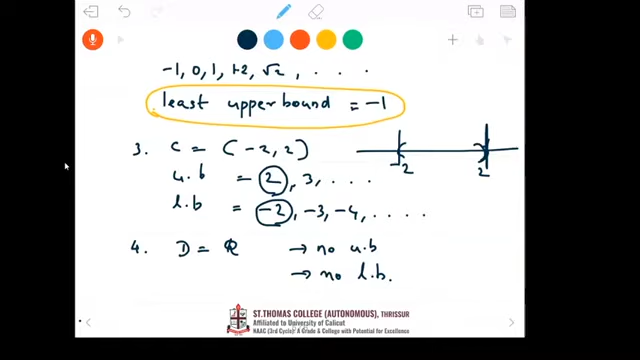 -1, 0, 1, +2, √2, . . . .
least upper bound = -1
3. C = (-2, 2]
u.b = 2, 3, . . . .
l.b = -2, -3, -4, . . . .
2 2
4. D = ℝ → no u.b
→ no l.b.
ST.THOMAS COLLEGE (AUTONOMOUS), THRISSUR
Affiliated to University of Calicut
NAAC (3rd Cycle): A Grade & College with Potential for Excellence